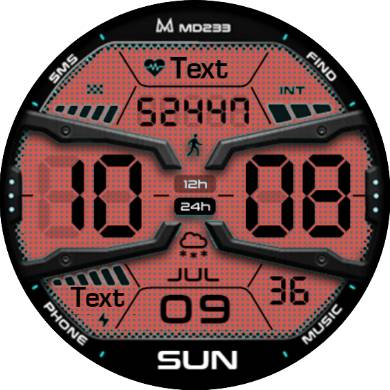 MD233
SMS
FIND
Text
INT
52447
10 08
12h
24h
JUL
09
36
Text
PHONE
MUSIC
SUN